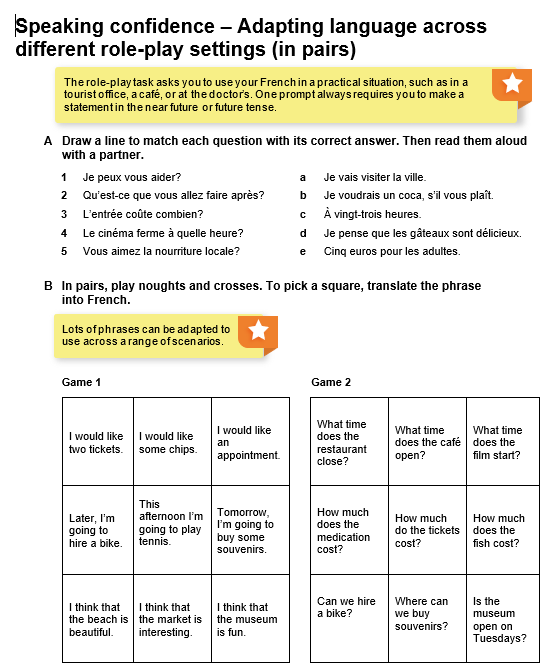 Speaking confidence – Adapting language across
different role-play settings (in pairs)
The role-play task asks you to use your French in a practical situation, such as in a
tourist office, a café, or at the doctor's. One prompt always requires you to make a
statement in the near future or future tense.
A Draw a line to match each question with its correct answer. Then read them aloud
with a partner.
1 Je peux vous aider? a Je vais visiter la ville.
2 Qu'est-ce que vous allez faire après? b Je voudrais un coca, s'il vous plaît.
3 L'entrée coûte combien? c À vingt-trois heures.
4 Le cinéma ferme à quelle heure? d Je pense que les gâteaux sont délicieux.
5 Vous aimez la nourriture locale? e Cinq euros pour les adultes.
B In pairs, play noughts and crosses. To pick a square, translate the phrase
into French.
Lots of phrases can be adapted to
use across a range of scenarios.
Game 1
I would like
two tickets.
I would like
some chips.
I would like
an
appointment.
Later, I'm
going to
hire a bike.
This
afternoon I'm
going to play
tennis.
Tomorrow,
I'm going to
buy some
souvenirs.
I think that
the beach is
beautiful.
I think that
the market is
interesting.
I think that
the museum
is fun.
Game 2
What time
does the
restaurant
close?
What time
does the café
open?
What time
does the
film start?
How much
does the
medication
cost?
How much
do the tickets
cost?
How much
does the
fish cost?
Can we hire
a bike?
Where can
we buy
souvenirs?
Is the
museum
open on
Tuesdays?